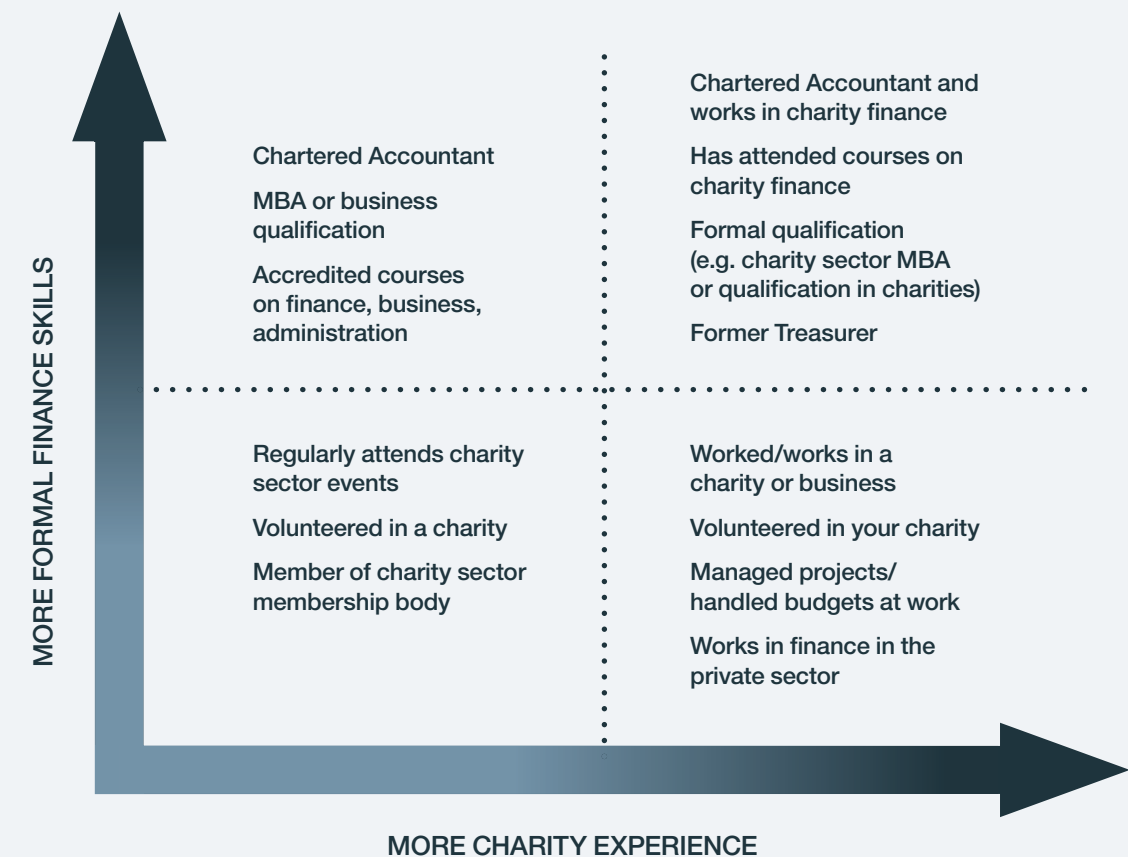 MORE FORMAL FINANCE SKILLS
Chartered Accountant
MBA or business
qualification
Accredited courses
on finance, business,
administration
Chartered Accountant and
works in charity finance
Has attended courses on
charity finance
Formal qualification
(e.g. charity sector MBA
or qualification in charities)
Former Treasurer
Regularly attends charity
sector events
Volunteered in a charity
Member of charity sector
membership body
Worked/works in a
charity or business
Volunteered in your charity
Managed projects/
handled budgets at work
Works in finance in the
private sector
MORE CHARITY EXPERIENCE